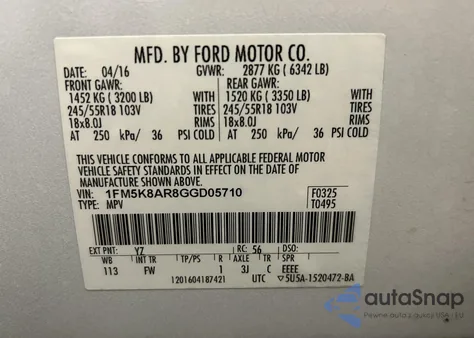 MFD. BY FORD MOTOR CO.
DATE: 04/16 GVWR: 2877 KG ( 6342 LB)
FRONT GAWR: REAR GAWR:
1452 KG ( 3200 LB) WITH 1520 KG ( 3350 LB) WITH
245/55R18 103V TIRES 245/55R18 103V TIRES
18x8.0J RIMS 18x8.0J RIMS
AT 250 kPa/ 36 PSI COLD AT 250 kPa/ 36 PSI COLD
THIS VEHICLE CONFORMS TO ALL APPLICABLE FEDERAL MOTOR
VEHICLE SAFETY STANDARDS IN EFFECT ON THE DATE OF
MANUFACTURE SHOWN ABOVE.
VIN: 1FM5K8AR8GGD05710 F0325
TYPE: MPV T0495
EXT PNT: YZ RC: 56 DSO:
WB INT TR TP/PS R AXLE TR C
113 FW 1 3J C EEEE
1201604187421 UTC ▽5U5A-1520472-BA
autaSnap
Pewne auta z aukcji USA - EU